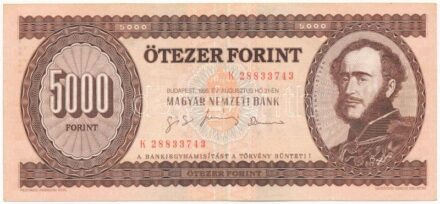 5000
5000
ÖTEZER FORINT
K 28833743
BUDAPEST, 1995. ÉVI AUGUSZTUS HÓ 31-ÉN
MAGYAR NEMZETI BANK
5000
FORINT
K 28833743
A BANKJEGYHAMISÍTÁST A TÖRVÉNY BÜNTETI!
ÖTEZER FORINT